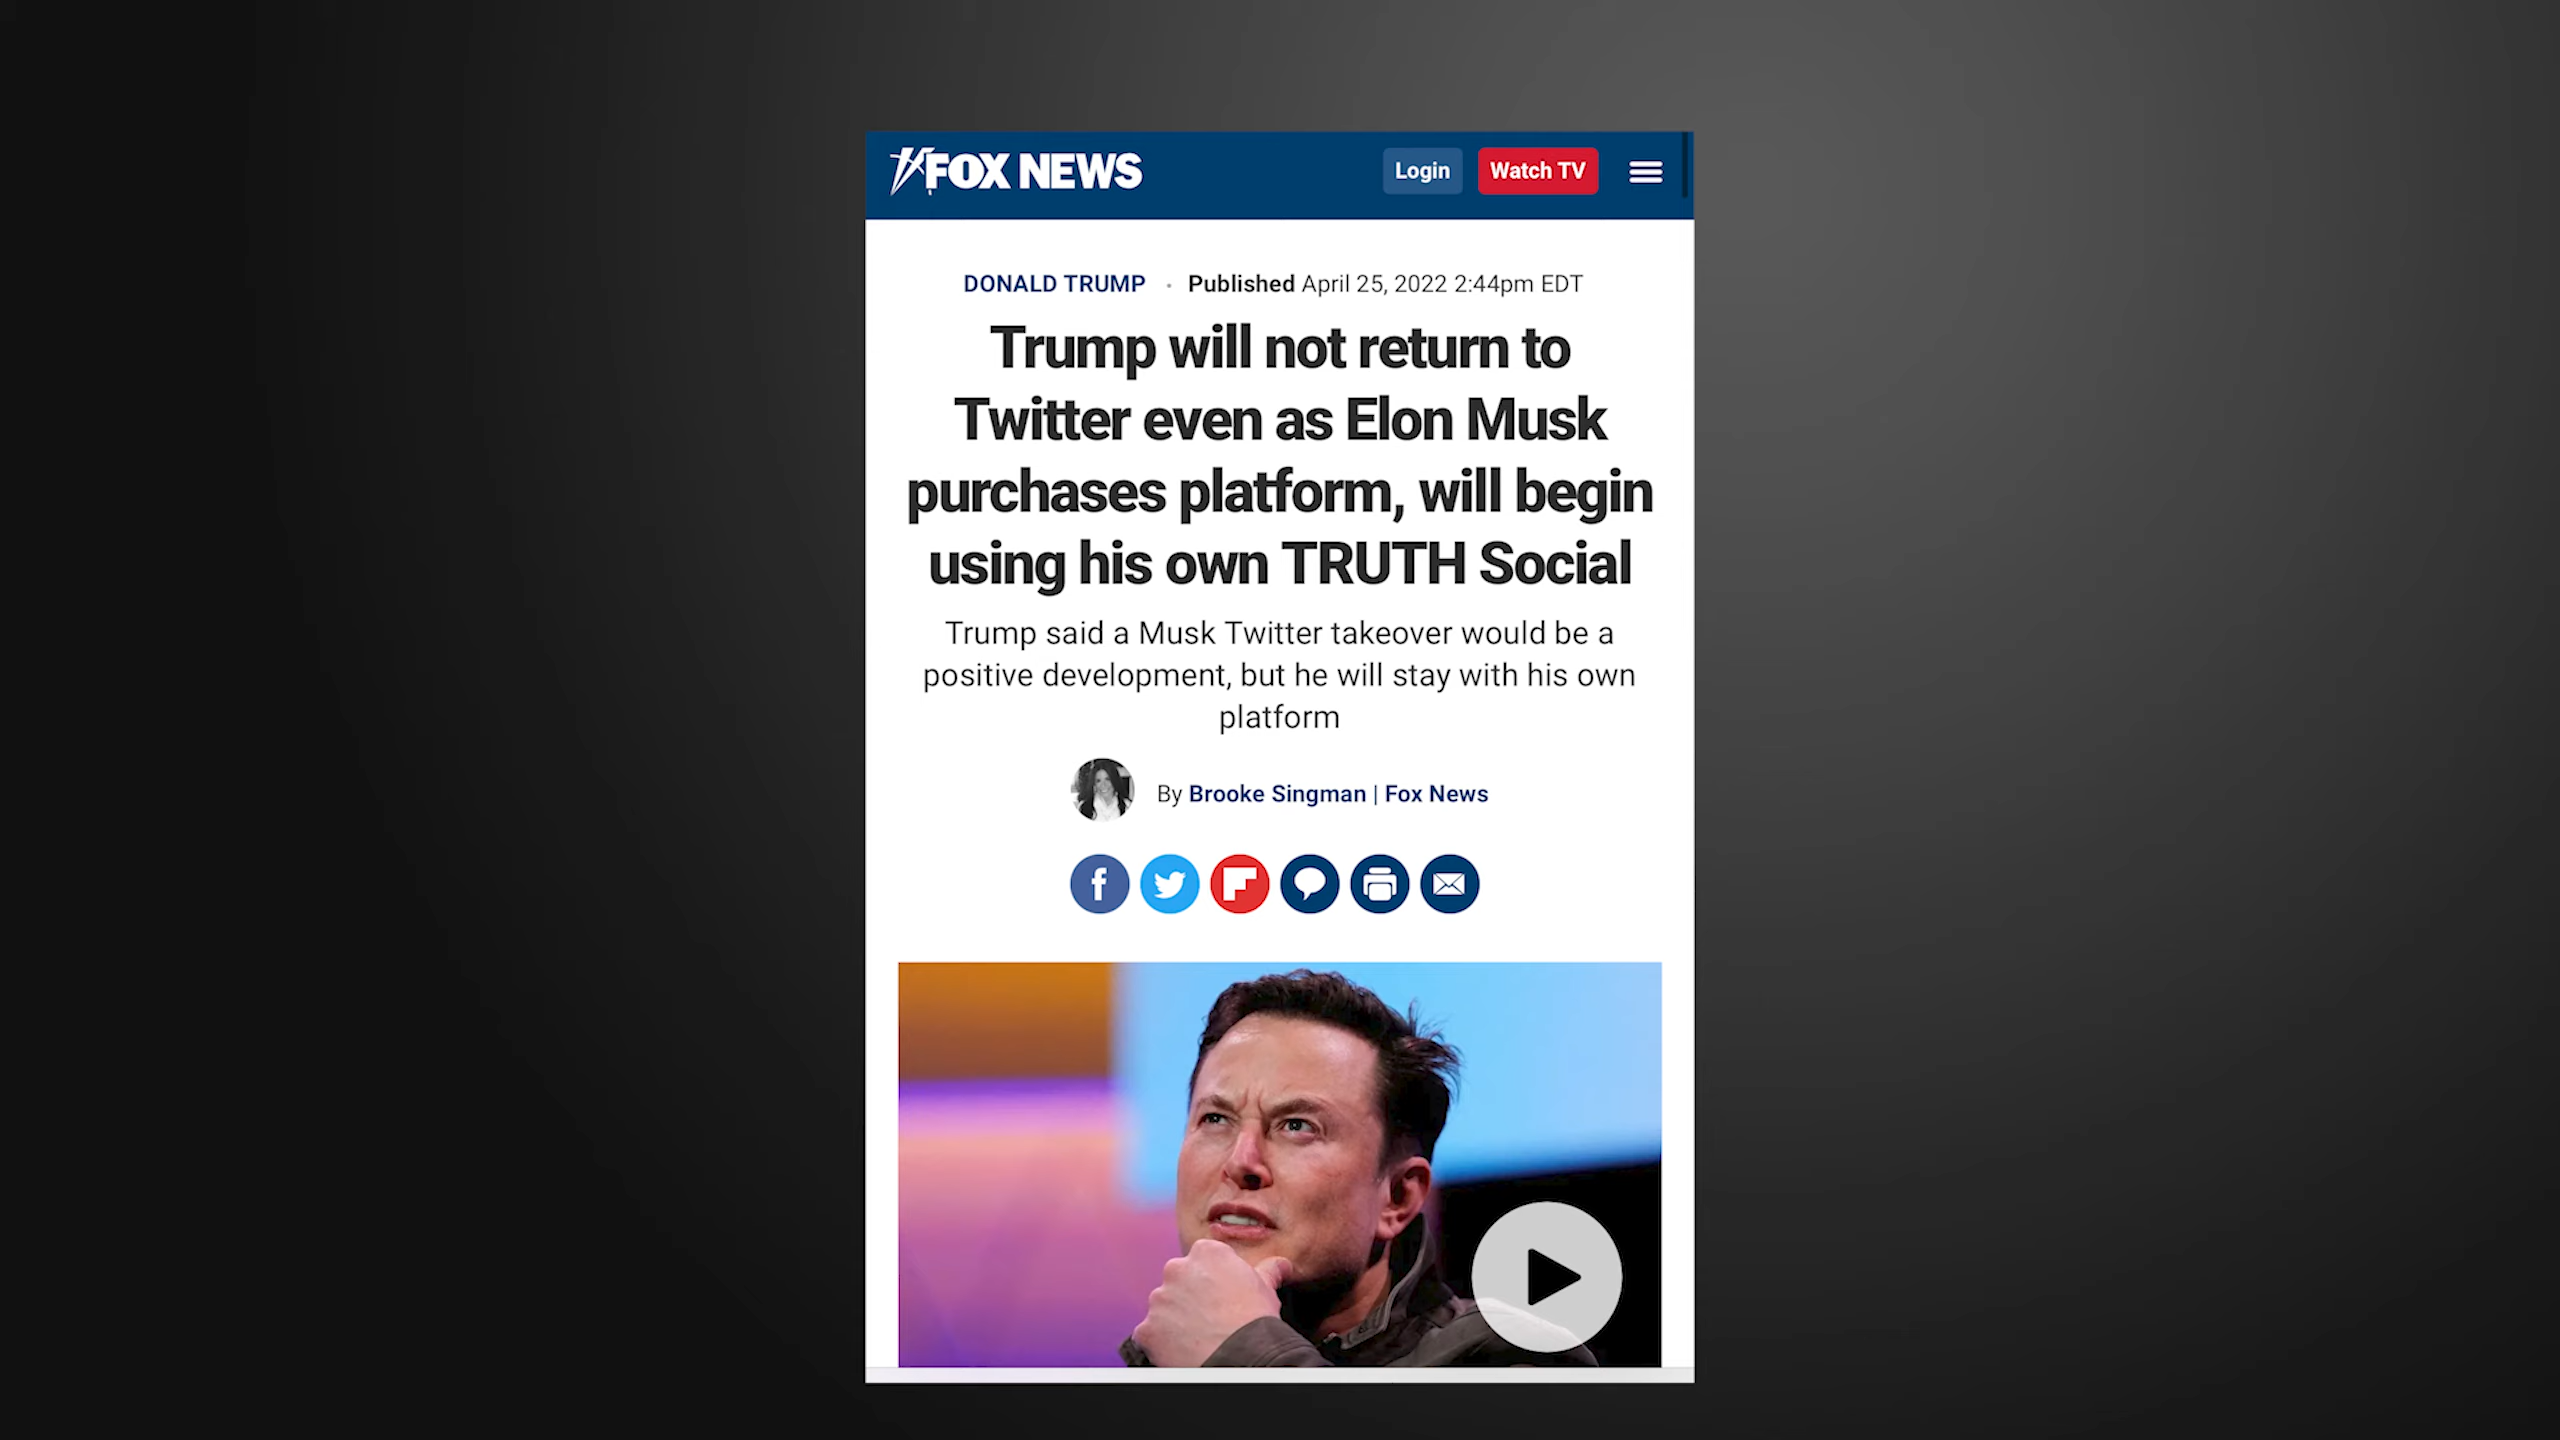 FOX NEWS
Login
Watch TV
DONALD TRUMP · Published April 25, 2022 2:44pm EDT
Trump will not return to
Twitter even as Elon Musk
purchases platform, will begin
using his own TRUTH Social
Trump said a Musk Twitter takeover would be a
positive development, but he will stay with his own
platform
By Brooke Singman | Fox News